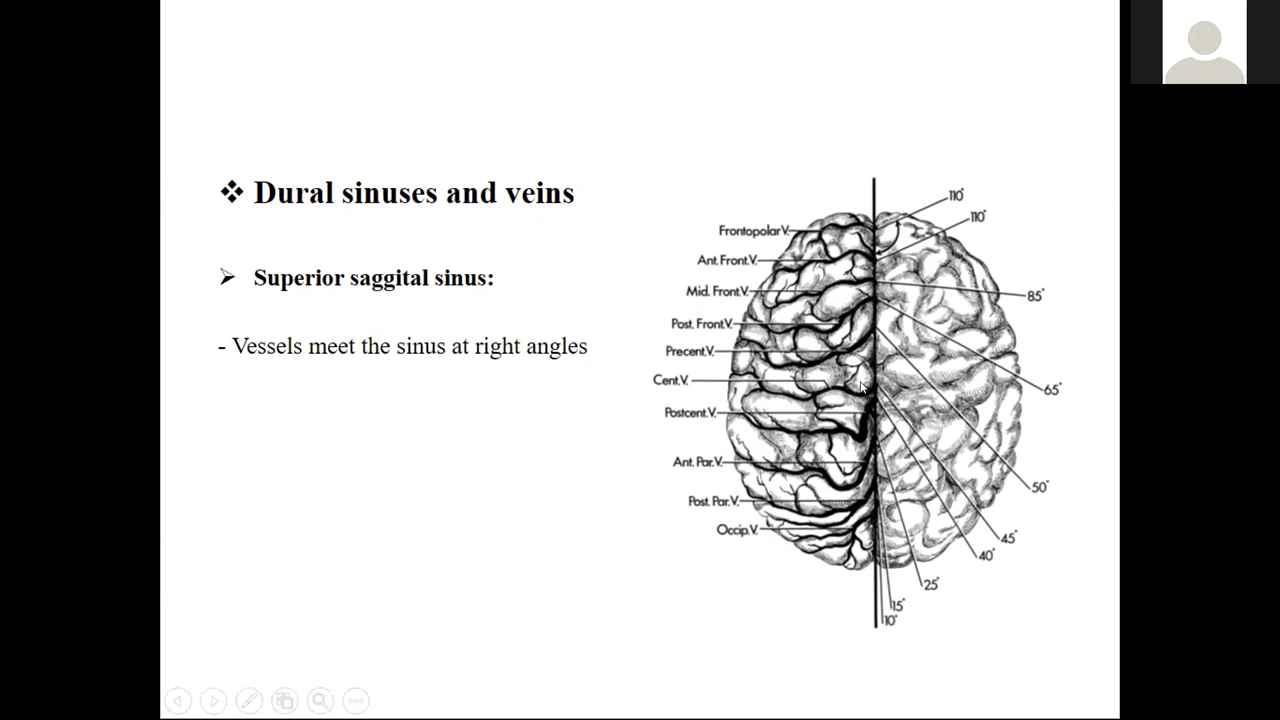 ❖ Dural sinuses and veins
➢ Superior saggital sinus:
- Vessels meet the sinus at right angles
Frontopolar V.
Ant. Front. V.
Mid. Front. V.
Post. Front. V.
Precent. V.
Cent. V.
Postcent. V.
Ant. Par. V.
Post. Par. V.
Occip. V.
110°
110°
85°
65°
50°
45°
40°
25°
15°
10°